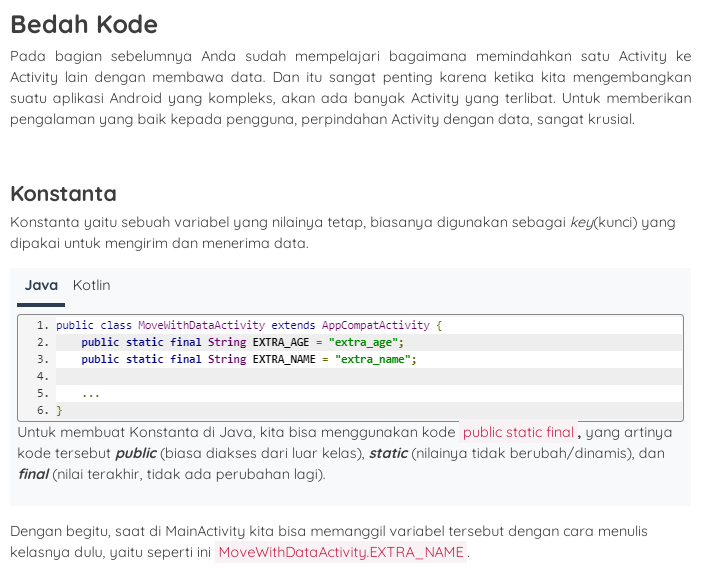 Bedah Kode
Pada bagian sebelumnya Anda sudah mempelajari bagaimana memindahkan satu Activity ke
Activity lain dengan membawa data. Dan itu sangat penting karena ketika kita mengembangkan
suatu aplikasi Android yang kompleks, akan ada banyak Activity yang terlibat. Untuk memberikan
pengalaman yang baik kepada pengguna, perpindahan Activity dengan data, sangat krusial.
Konstanta
Konstanta yaitu sebuah variabel yang nilainya tetap, biasanya digunakan sebagai key(kunci) yang
dipakai untuk mengirim dan menerima data.
Java Kotlin
1. public class MoveWithDataActivity extends AppCompatActivity {
2. public static final String EXTRA_AGE = "extra_age";
3. public static final String EXTRA_NAME = "extra_name";
4.
5. ...
6. }
Untuk membuat Konstanta di Java, kita bisa menggunakan kode public static final, yang artinya
kode tersebut public (biasa diakses dari luar kelas), static (nilainya tidak berubah/dinamis), dan
final (nilai terakhir, tidak ada perubahan lagi).
Dengan begitu, saat di MainActivity kita bisa memanggil variabel tersebut dengan cara menulis
kelasnya dulu, yaitu seperti ini MoveWithDataActivity.EXTRA_NAME.